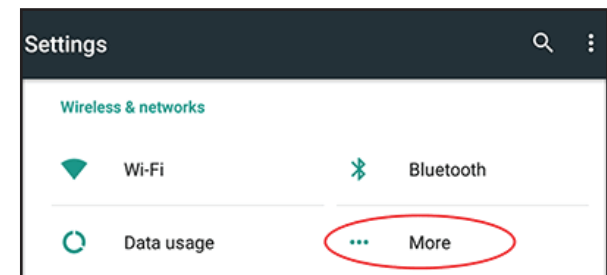 Settings
Wireless & networks
Wi-Fi
Bluetooth
Data usage
More